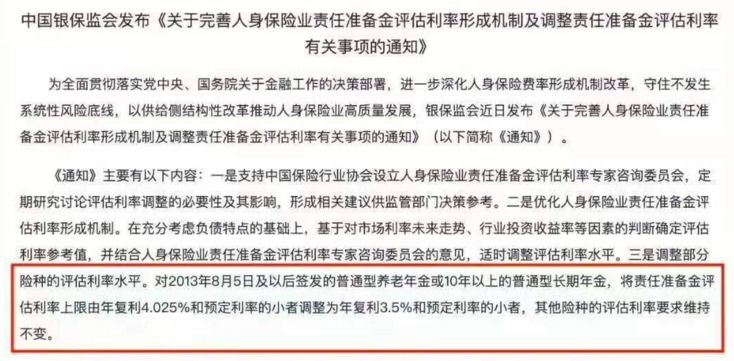 中国银保监会发布《关于完善人身保险业责任准备金评估利率形成机制及调整责任准备金评估利率
有关事项的通知》
为全面贯彻落实党中央、国务院关于金融工作的决策部署，进一步深化人身保险费率形成机制改革，守住不发生
系统性风险底线，以供给侧结构性改革推动人身保险业高质量发展，银保监会近日发布《关于完善人身保险业责任准
备金评估利率形成机制及调整责任准备金评估利率有关事项的通知》（以下简称《通知》）。
《通知》主要有以下内容：一是支持中国保险行业协会设立人身保险业责任准备金评估利率专家咨询委员会，定
期研究讨论评估利率调整的必要性及其影响，形成相关建议供监管部门决策参考。二是优化人身保险业责任准备金评
估利率形成机制。在充分考虑负债特点的基础上，基于对市场利率未来走势、行业投资收益率等因素的判断确定评估
利率参考值，并结合人身保险业责任准备金评估利率专家咨询委员会的意见，适时调整评估利率水平。三是调整部分
险种的评估利率水平。对2013年8月5日及以后签发的普通型养老年金或10年以上的普通型长期年金，将责任准备金评
估利率上限由年复利4.025%和预定利率的小者调整为年复利3.5%和预定利率的小者，其他险种的评估利率要求维持
不变。